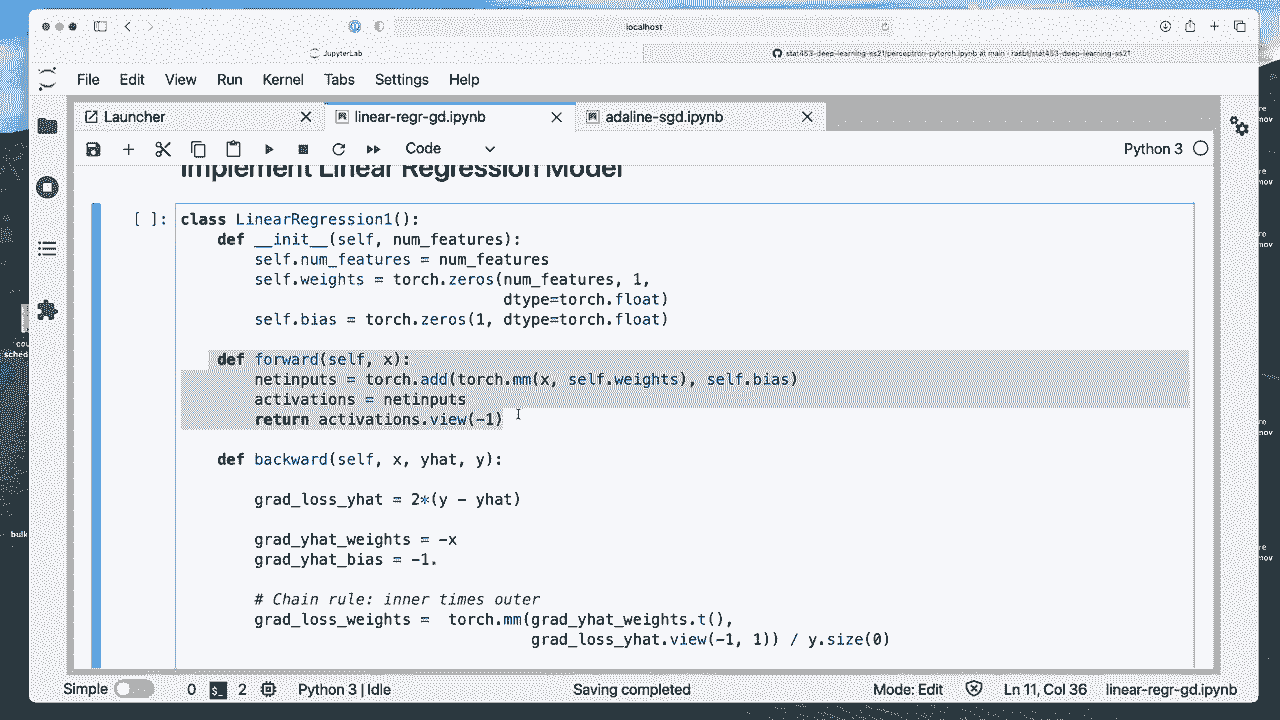 localhost
JupyterLab
stat453-deep-learning-ss21/perceptron-pytorch.ipynb at main · rasbt/stat453-deep-learning-ss21
File Edit View Run Kernel Tabs Settings Help
Launcher
linear-regr-gd.ipynb
adaline-sgd.ipynb
Code
Python 3
Implement Linear Regression Model
[ ]: class LinearRegression1():
def __init__(self, num_features):
self.num_features = num_features
self.weights = torch.zeros(num_features, 1,
dtype=torch.float)
self.bias = torch.zeros(1, dtype=torch.float)
def forward(self, x):
netinputs = torch.add(torch.mm(x, self.weights), self.bias)
activations = netinputs
return activations.view(-1)
def backward(self, x, yhat, y):
grad_loss_yhat = 2*(y - yhat)
grad_yhat_weights = -x
grad_yhat_bias = -1.
# Chain rule: inner times outer
grad_loss_weights = torch.mm(grad_yhat_weights.t(),
grad_loss_yhat.view(-1, 1)) / y.size(0)
Simple 0 $_ 2 Python 3 | Idle Saving completed Mode: Edit Ln 11, Col 36 linear-regr-gd.ipynb